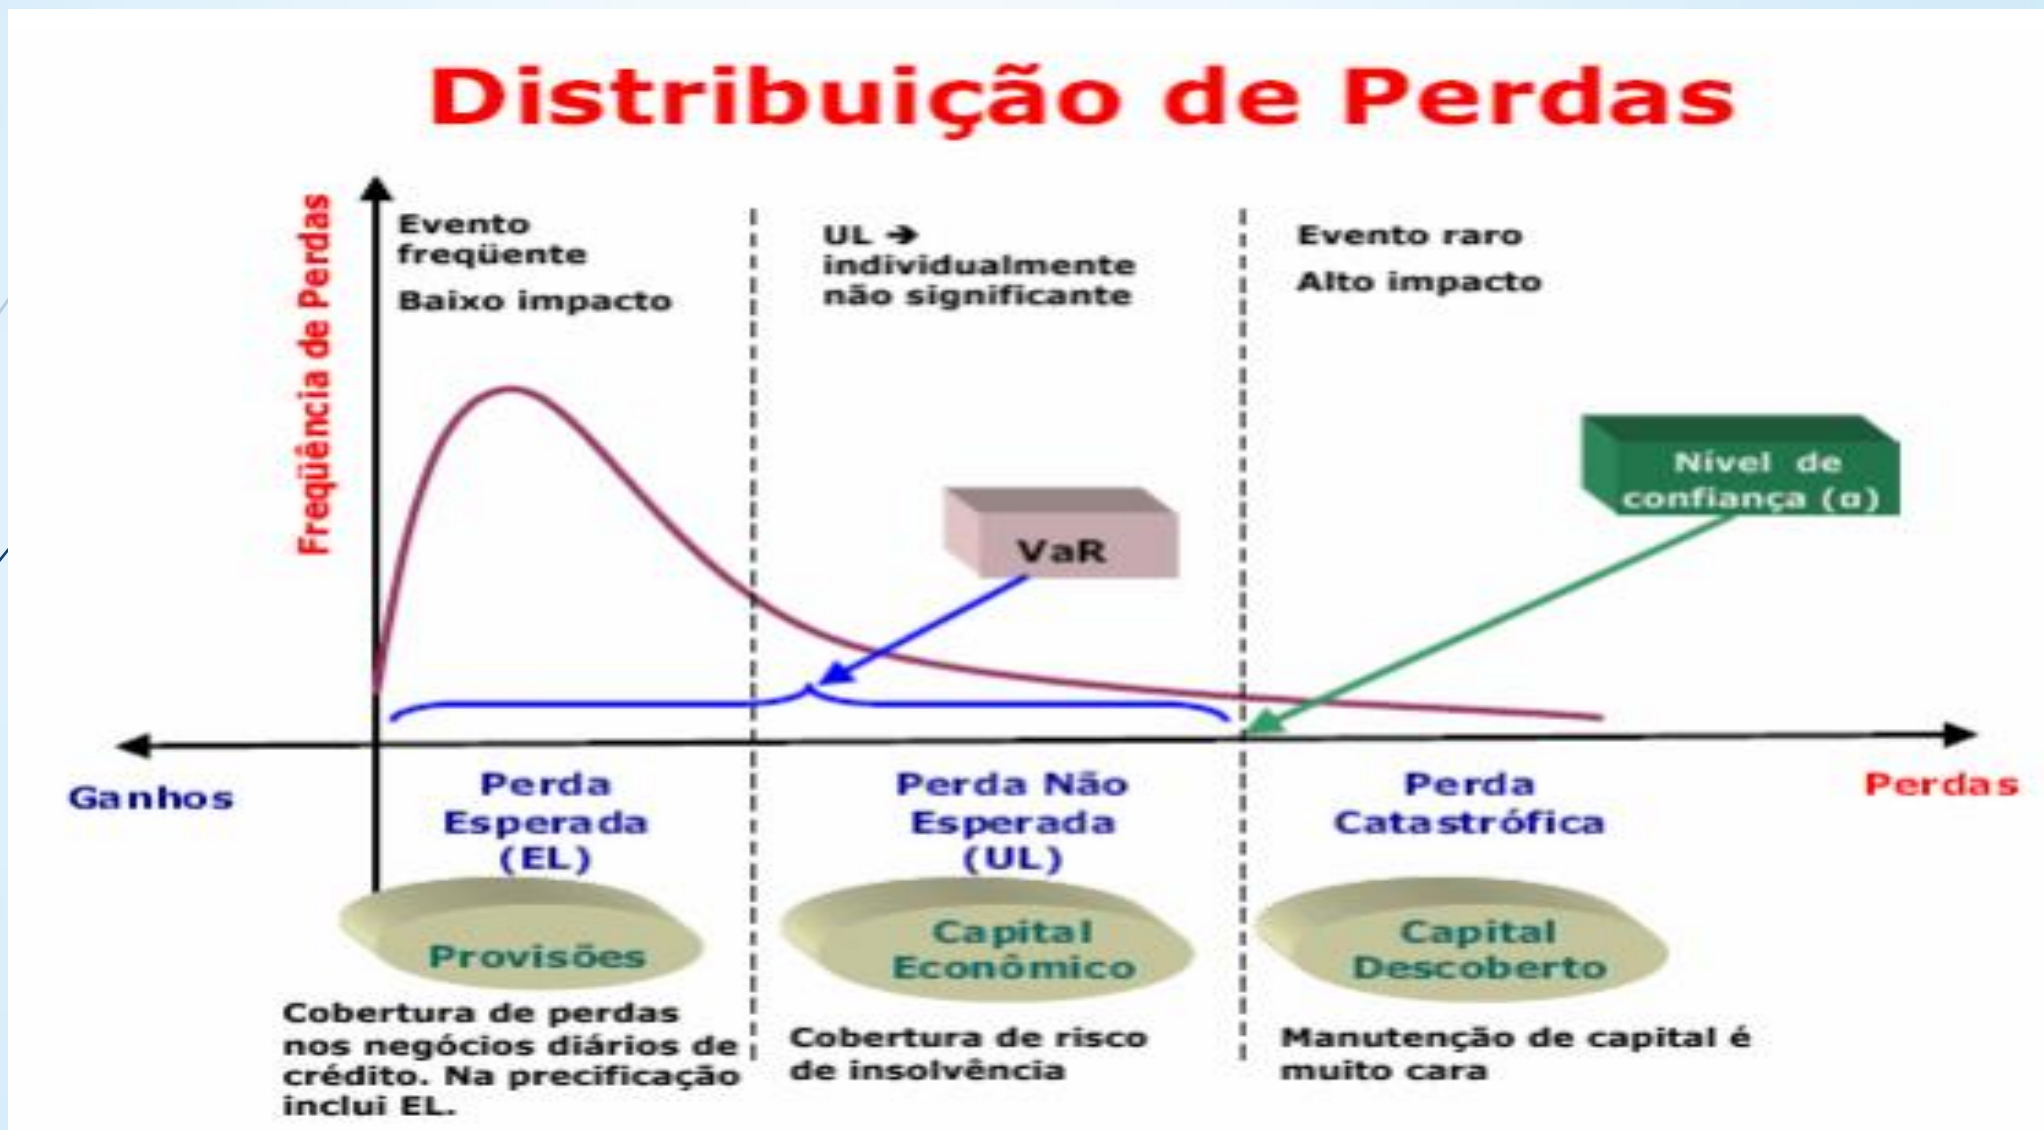 Distribuição de Perdas
Freqüência de Perdas
Evento
freqüente
Baixo impacto
UL ➔
individualmente
não significante
Evento raro
Alto impacto
Nível de
confiança (α)
VaR
Ganhos
Perda
Esperada
(EL)
Perda Não
Esperada
(UL)
Perda
Catastrófica
Perdas
Provisões
Capital
Econômico
Capital
Descoberto
Cobertura de perdas
nos negócios diários de
crédito. Na precificação
inclui EL.
Cobertura de risco
de insolvência
Manutenção de capital é
muito cara